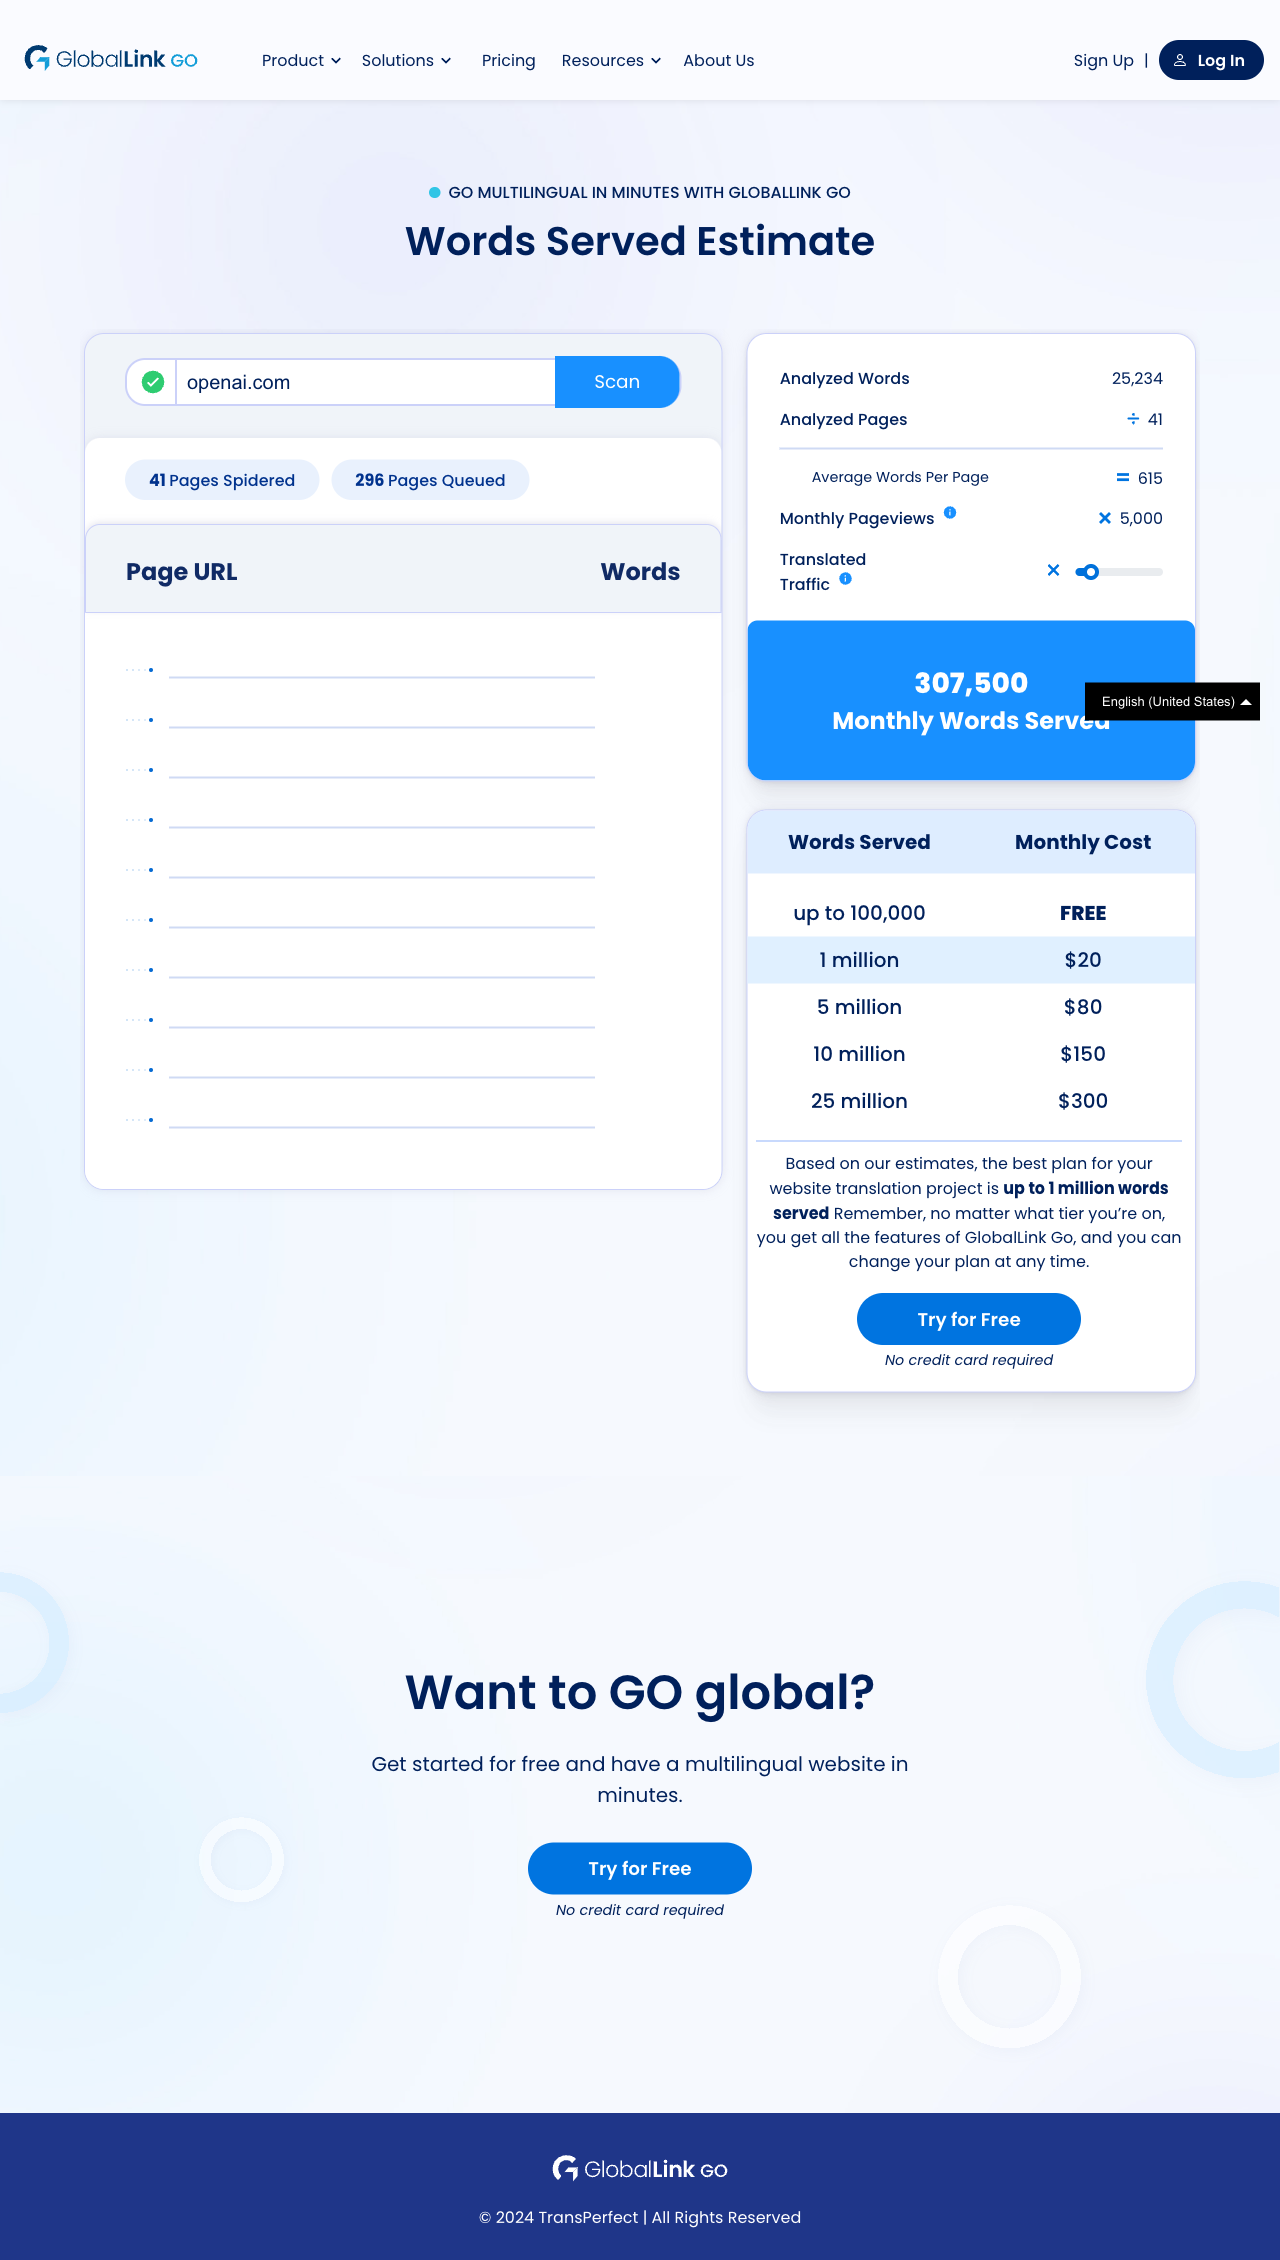 GlobalLink GO
Product
Solutions
Pricing
Resources
About Us
Sign Up |
Log In
GO MULTILINGUAL IN MINUTES WITH GLOBALLINK GO
Words Served Estimate
openai.com
Scan
41 Pages Spidered
296 Pages Queued
Page URL
Words
Analyzed Words
25,234
Analyzed Pages
÷ 41
Average Words Per Page
= 615
Monthly Pageviews
× 5,000
Translated
Traffic
×
307,500
Monthly Words Served
English (United States)
Words Served
Monthly Cost
up to 100,000
FREE
1 million
$20
5 million
$80
10 million
$150
25 million
$300
Based on our estimates, the best plan for your
website translation project is up to 1 million words
served Remember, no matter what tier you’re on,
you get all the features of GlobalLink Go, and you can
change your plan at any time.
Try for Free
No credit card required
Want to GO global?
Get started for free and have a multilingual website in
minutes.
Try for Free
No credit card required
GlobalLink GO
© 2024 TransPerfect | All Rights Reserved